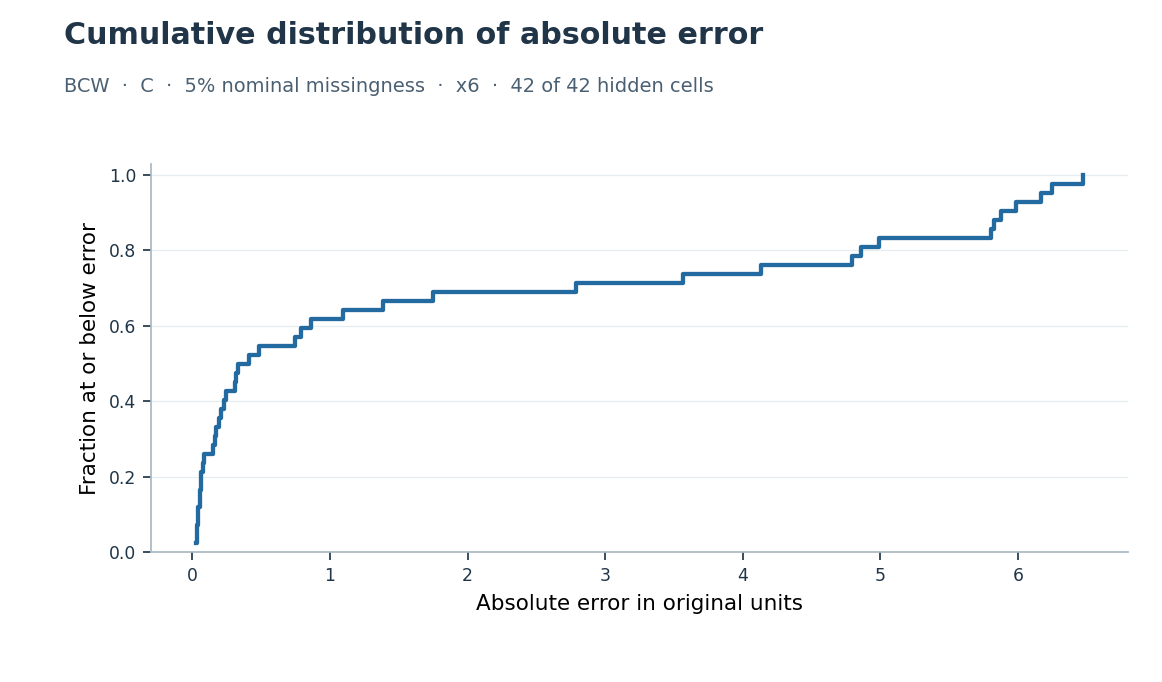 Cumulative distribution of absolute error
BCW · C · 5% nominal missingness · x6 · 42 of 42 hidden cells
Fraction at or below error
1.0
0.8
0.6
0.4
0.2
0.0
0 1 2 3 4 5 6
Absolute error in original units